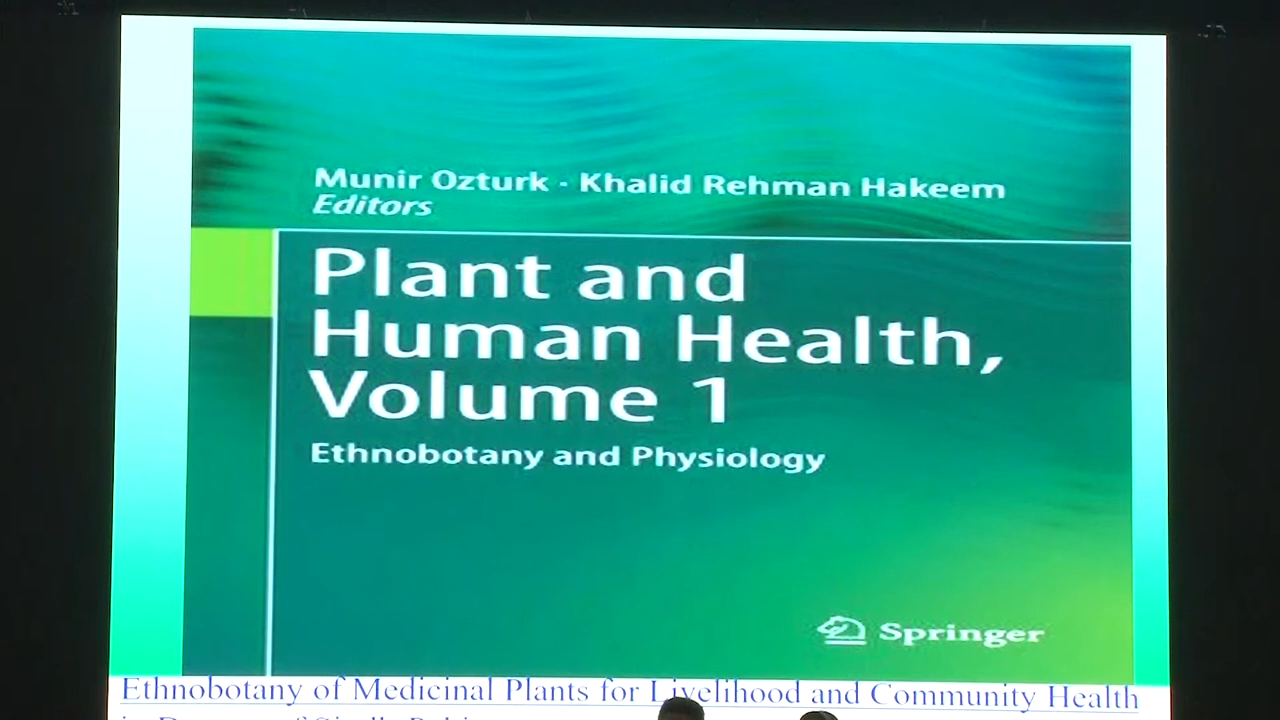 Munir Ozturk · Khalid Rehman Hakeem
Editors
Plant and
Human Health,
Volume 1
Ethnobotany and Physiology
Springer
Ethnobotany of Medicinal Plants for Livelihood and Community Health